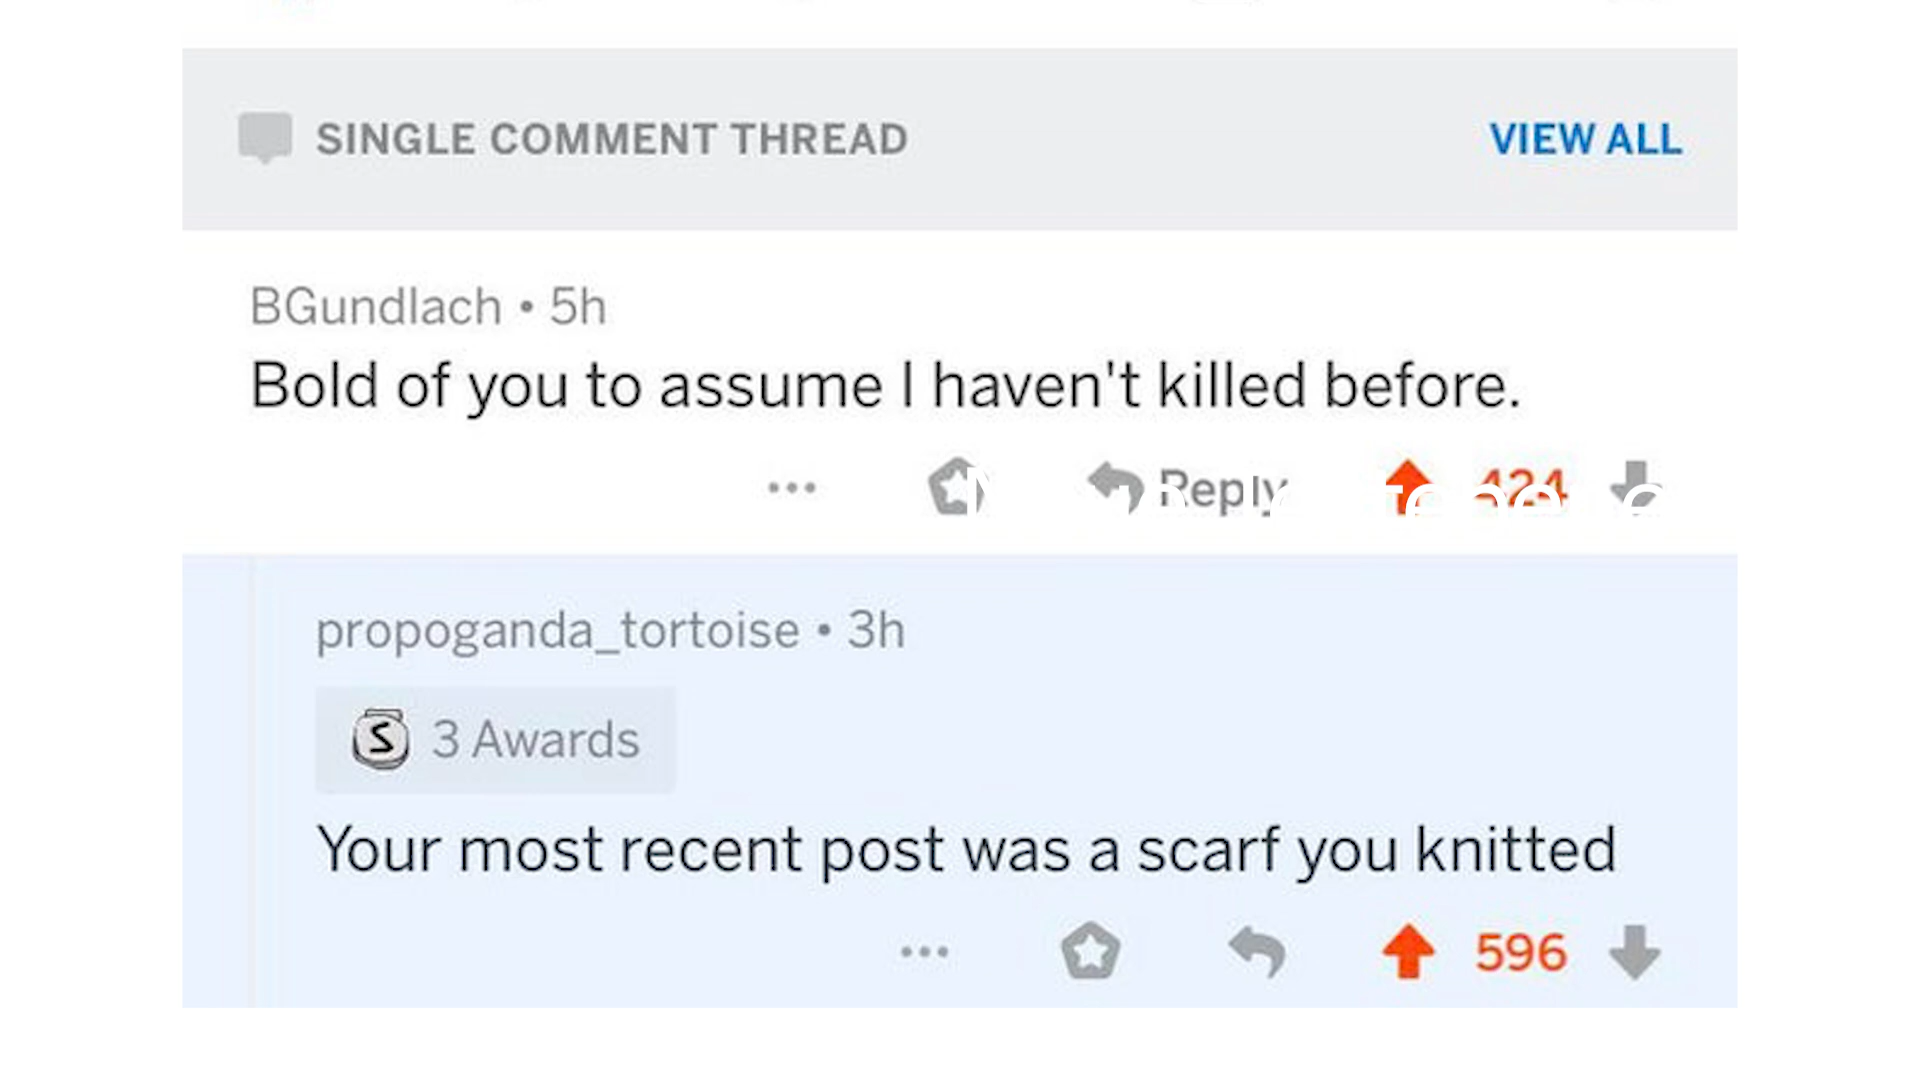 SINGLE COMMENT THREAD VIEW ALL
BGundlach • 5h
Bold of you to assume I haven't killed before.
Reply 424
propoganda_tortoise • 3h
3 Awards
Your most recent post was a scarf you knitted
596